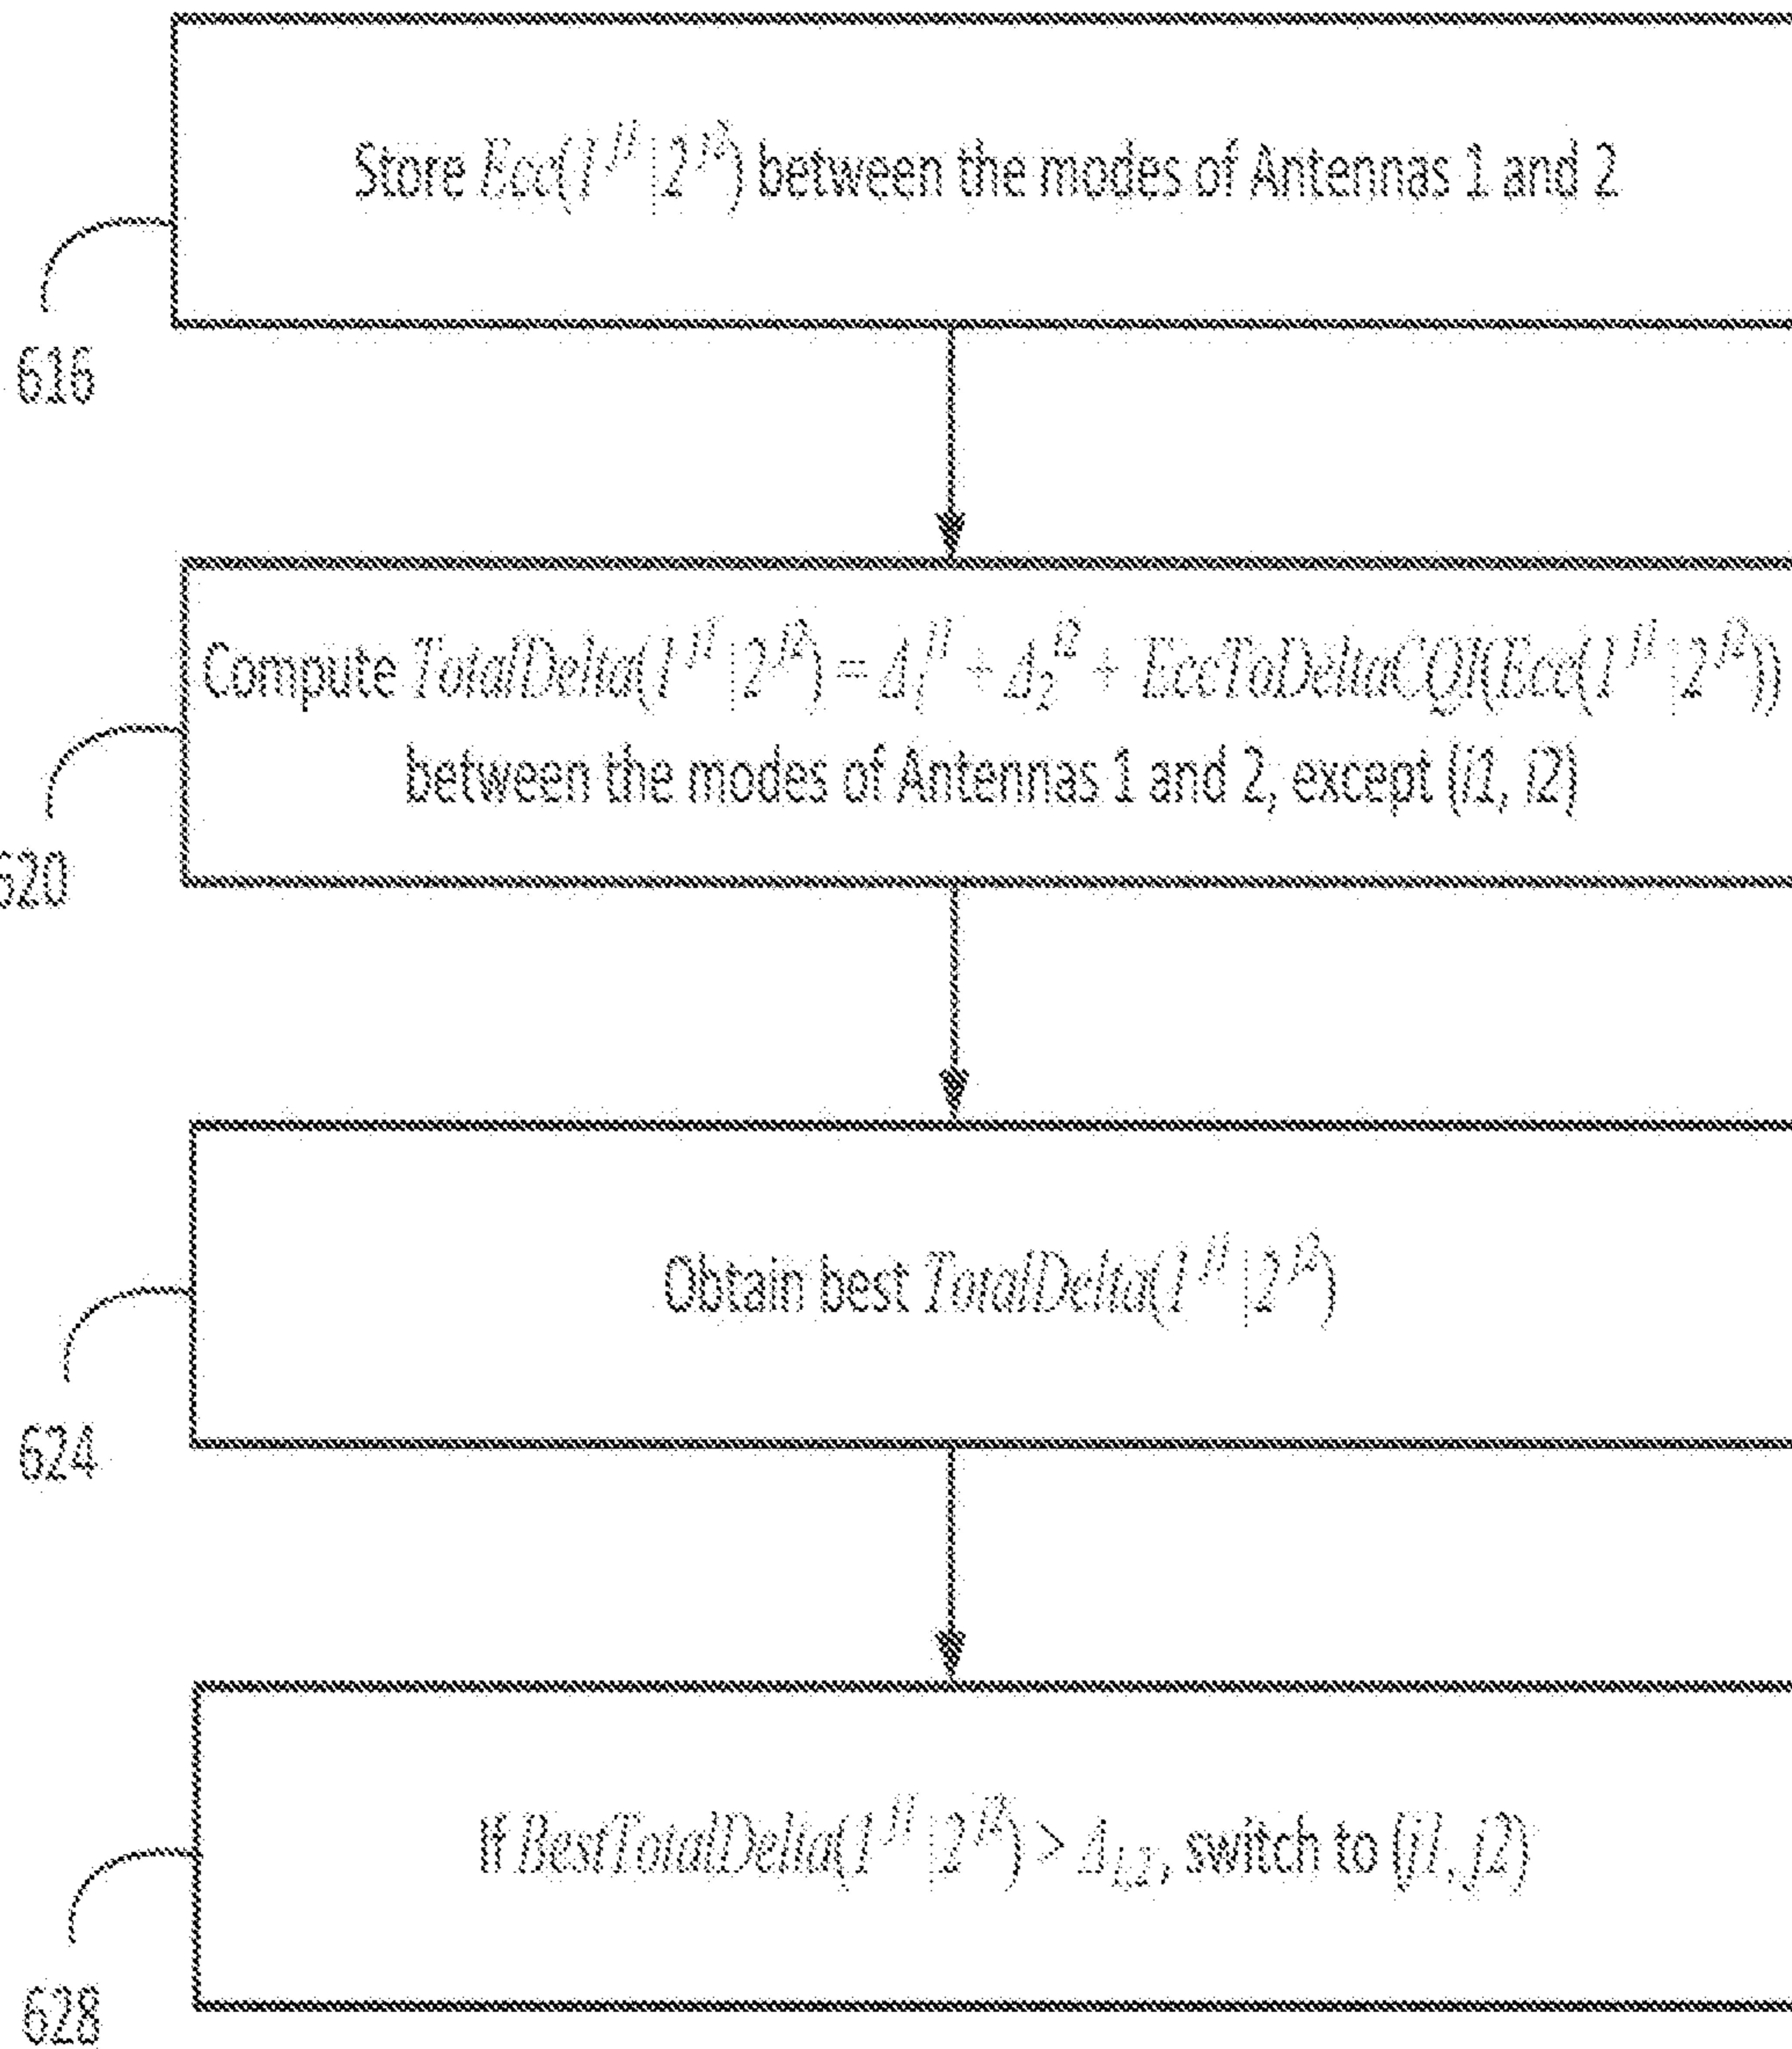 Store Ecc(1^j1 | 2^j2) between the modes of Antennas 1 and 2
616
Compute TotalDelta(1^j1 | 2^j2) = Δ_1^j1 + Δ_2^j2 + EccToDeltaCQI(Ecc(1^j1 | 2^j2))
between the modes of Antennas 1 and 2, except (i1, i2)
620
Obtain best TotalDelta(1^j1 | 2^j2)
624
If BestTotalDelta(1^j1 | 2^j2) > Δ_1,2, switch to (j1, j2)
628